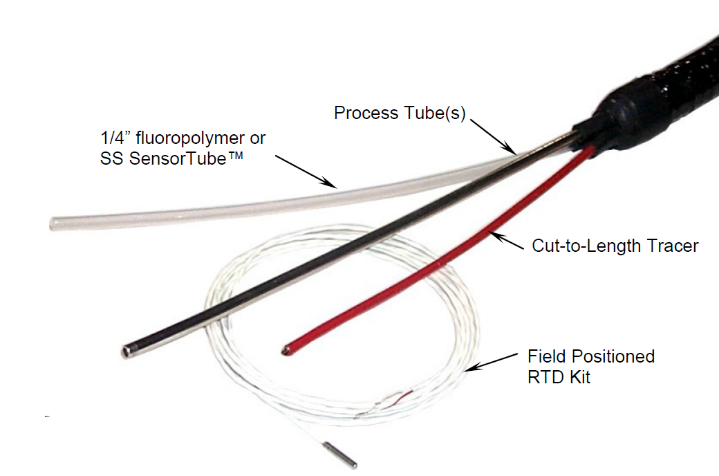 Process Tube(s)
1/4” fluoropolymer or
SS SensorTube™
Cut-to-Length Tracer
Field Positioned
RTD Kit